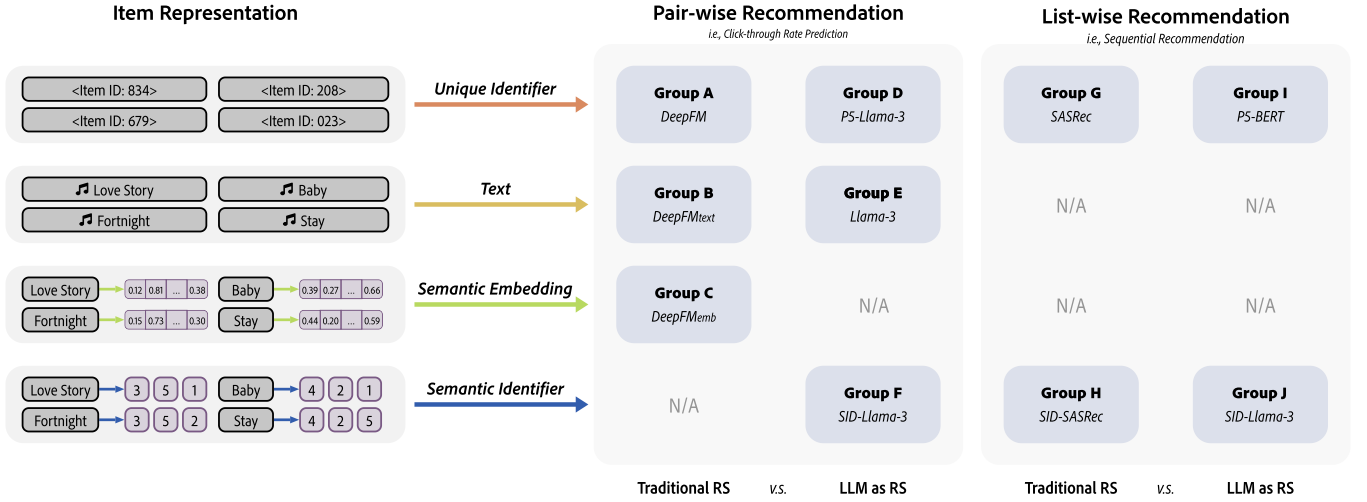 Item Representation
Pair-wise Recommendation
i.e., Click-through Rate Prediction
List-wise Recommendation
i.e., Sequential Recommendation
<Item ID: 834> <Item ID: 208>
<Item ID: 679> <Item ID: 023>
Unique Identifier
Group A
DeepFM
Group D
PS-Llama-3
Group G
SASRec
Group I
PS-BERT
♫ Love Story ♫ Baby
♫ Fortnight ♫ Stay
Text
Group B
DeepFMtext
Group E
Llama-3
N/A
N/A
Love Story 0.12 0.81 ... 0.38 Baby 0.39 0.27 ... 0.66
Fortnight 0.15 0.73 ... 0.30 Stay 0.44 0.20 ... 0.59
Semantic Embedding
Group C
DeepFMemb
N/A
N/A
N/A
Love Story 3 5 1 Baby 4 2 1
Fortnight 3 5 2 Stay 4 2 5
Semantic Identifier
N/A
Group F
SID-Llama-3
Group H
SID-SASRec
Group J
SID-Llama-3
Traditional RS v.s. LLM as RS
Traditional RS v.s. LLM as RS